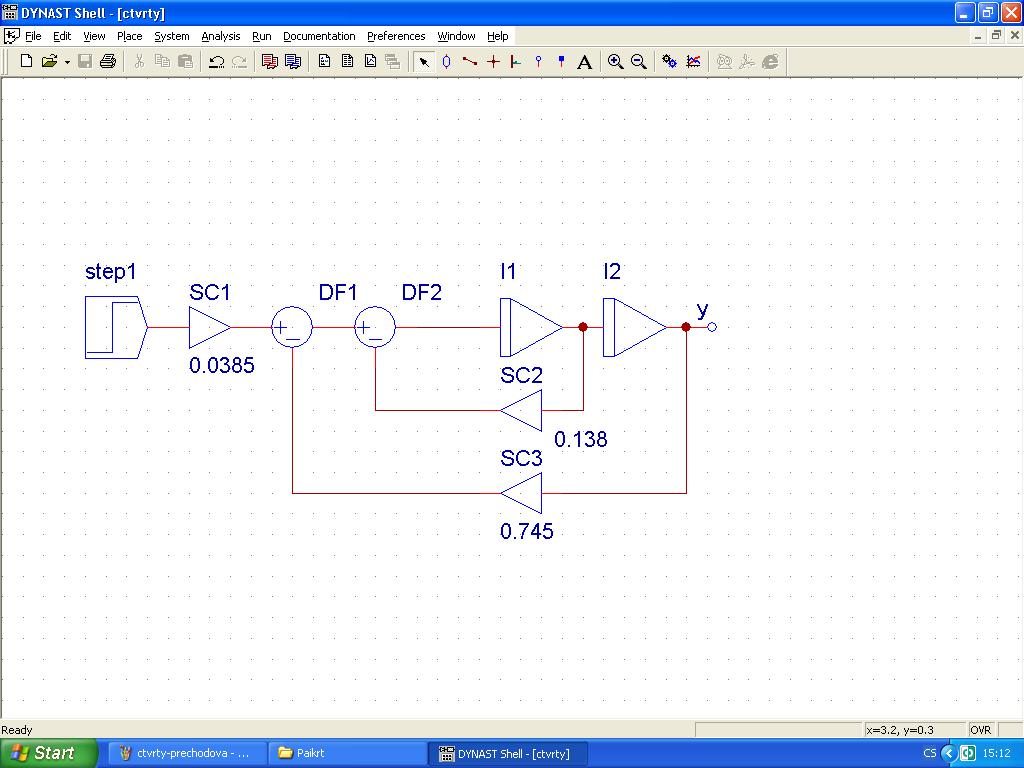 DYNAST Shell - [ctvrty]
File Edit View Place System Analysis Run Documentation Preferences Window Help
A
step1
SC1
DF1
DF2
I1
I2
y
+
+
−
−
0.0385
SC2
0.138
SC3
0.745
Ready
x=3.2, y=0.3
OVR
Start
ctvrty-prechodova - ...
Paikrt
DYNAST Shell - [ctvrty]
CS
15:12